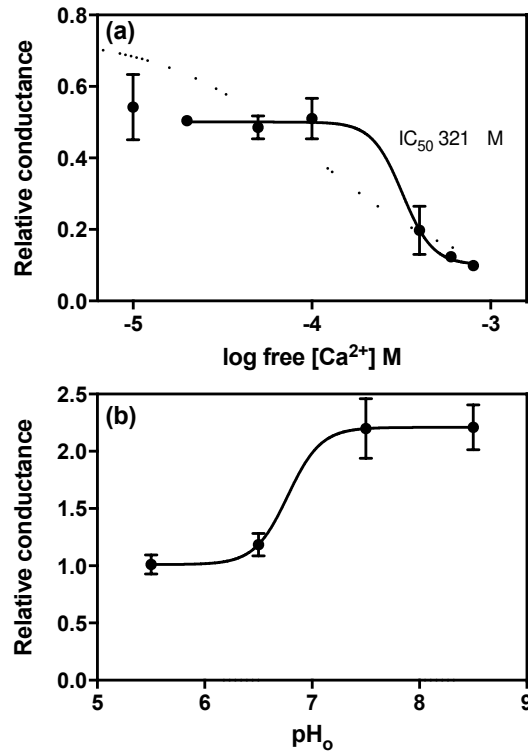 (a)
Relative conductance
0.8
0.6
0.4
0.2
0.0
IC50 321 M
-5 -4 -3
log free [Ca2+] M
(b)
Relative conductance
2.5
2.0
1.5
1.0
0.5
0.0
5 6 7 8 9
pHo